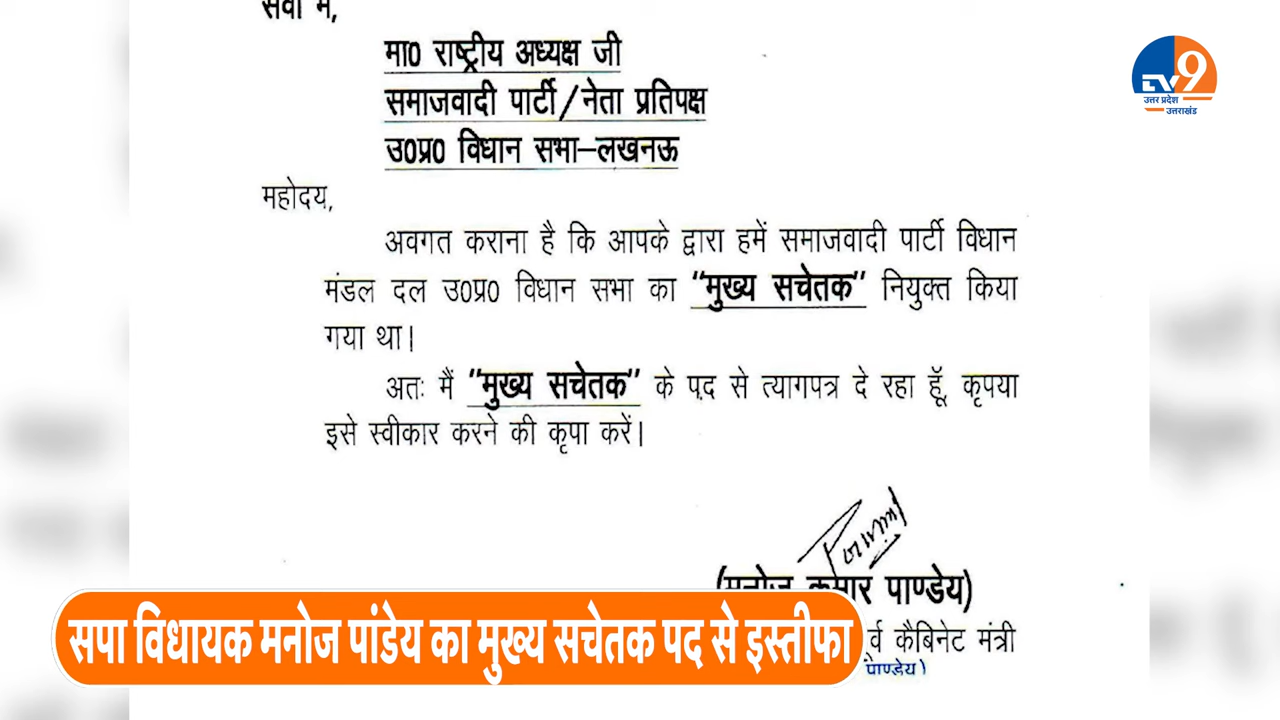 सेवा में,
मा0 राष्ट्रीय अध्यक्ष जी
समाजवादी पार्टी/नेता प्रतिपक्ष
उ0प्र0 विधान सभा–लखनऊ
महोदय,
अवगत कराना है कि आपके द्वारा हमें समाजवादी पार्टी विधान
मंडल दल उ0प्र0 विधान सभा का "मुख्य सचेतक" नियुक्त किया
गया था।
अतः मैं "मुख्य सचेतक" के पद से त्यागपत्र दे रहा हूॅं, कृपया
इसे स्वीकार करने की कृपा करें।
(मनोज कुमार पाण्डेय)
कैबिनेट मंत्री
पाण्डेय)
सपा विधायक मनोज पांडेय का मुख्य सचेतक पद से इस्तीफा
TV9
उत्तर प्रदेश
उत्तराखंड